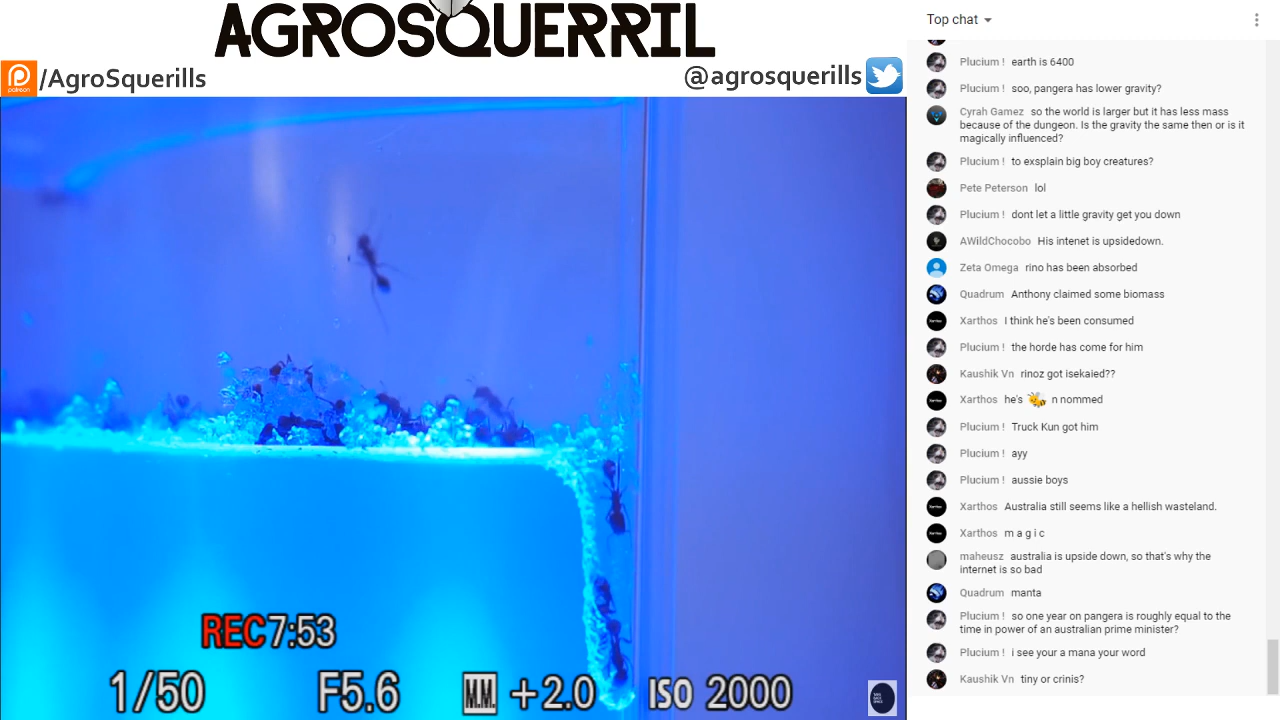 AGROSQUERRIL
/AgroSquerills
@agrosquerills
REC 7:53
1/50 F5.6 M.M. +2.0 ISO 2000
Top chat
Plucium ! earth is 6400
Plucium ! soo, pangera has lower gravity?
Cyrah Gamez so the world is larger but it has less mass
because of the dungeon. Is the gravity the same then or is it
magically influenced?
Plucium ! to exsplain big boy creatures?
Pete Peterson lol
Plucium ! dont let a little gravity get you down
AWildChocobo His intenet is upsidedown.
Zeta Omega rino has been absorbed
Quadrum Anthony claimed some biomass
Xarthos I think he's been consumed
Plucium ! the horde has come for him
Kaushik Vn rinoz got isekaied??
Xarthos he's n nommed
Plucium ! Truck Kun got him
Plucium ! ayy
Plucium ! aussie boys
Xarthos Australia still seems like a hellish wasteland.
Xarthos m a g i c
maheusz australia is upside down, so that's why the
internet is so bad
Quadrum manta
Plucium ! so one year on pangera is roughly equal to the
time in power of an australian prime minister?
Plucium ! i see your a mana your word
Kaushik Vn tiny or crinis?